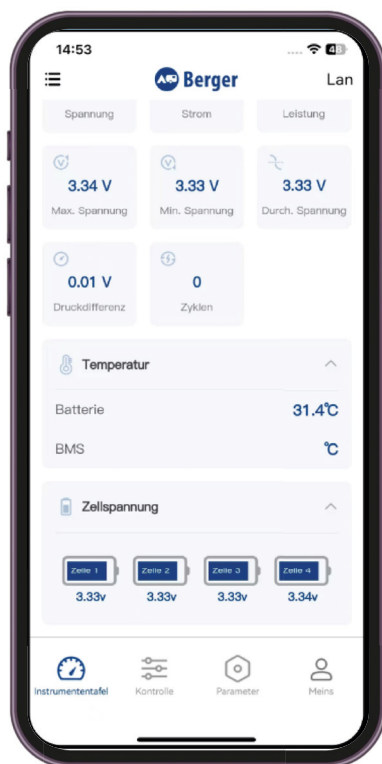 14:53
Berger
Lan
Spannung Strom Leistung
3.34 V 3.33 V 3.33 V
Max. Spannung Min. Spannung Durch. Spannung
0.01 V 0
Druckdifferenz Zyklen
Temperatur
Batterie 31.4℃
BMS ℃
Zellspannung
Zelle 1 Zelle 2 Zelle 3 Zelle 4
3.33v 3.33v 3.33v 3.34v
Instrumententafel Kontrolle Parameter Meins